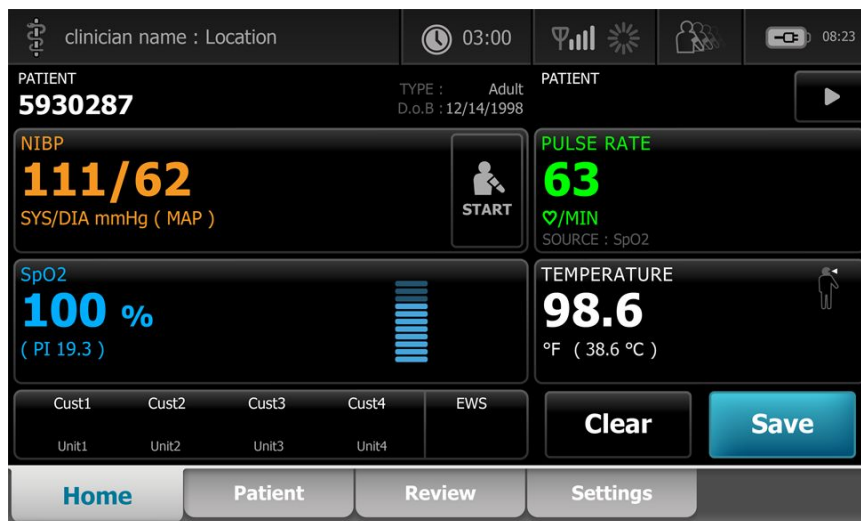 clinician name : Location
03:00
08:23
PATIENT
5930287
TYPE : Adult
D.o.B : 12/14/1998
PATIENT
NIBP
111/62
SYS/DIA mmHg ( MAP )
START
PULSE RATE
63
♡/MIN
SOURCE : SpO2
SpO2
100 %
( PI 19.3 )
TEMPERATURE
98.6
°F ( 38.6 °C )
Cust1 Cust2 Cust3 Cust4 EWS
Unit1 Unit2 Unit3 Unit4
Clear
Save
Home Patient Review Settings